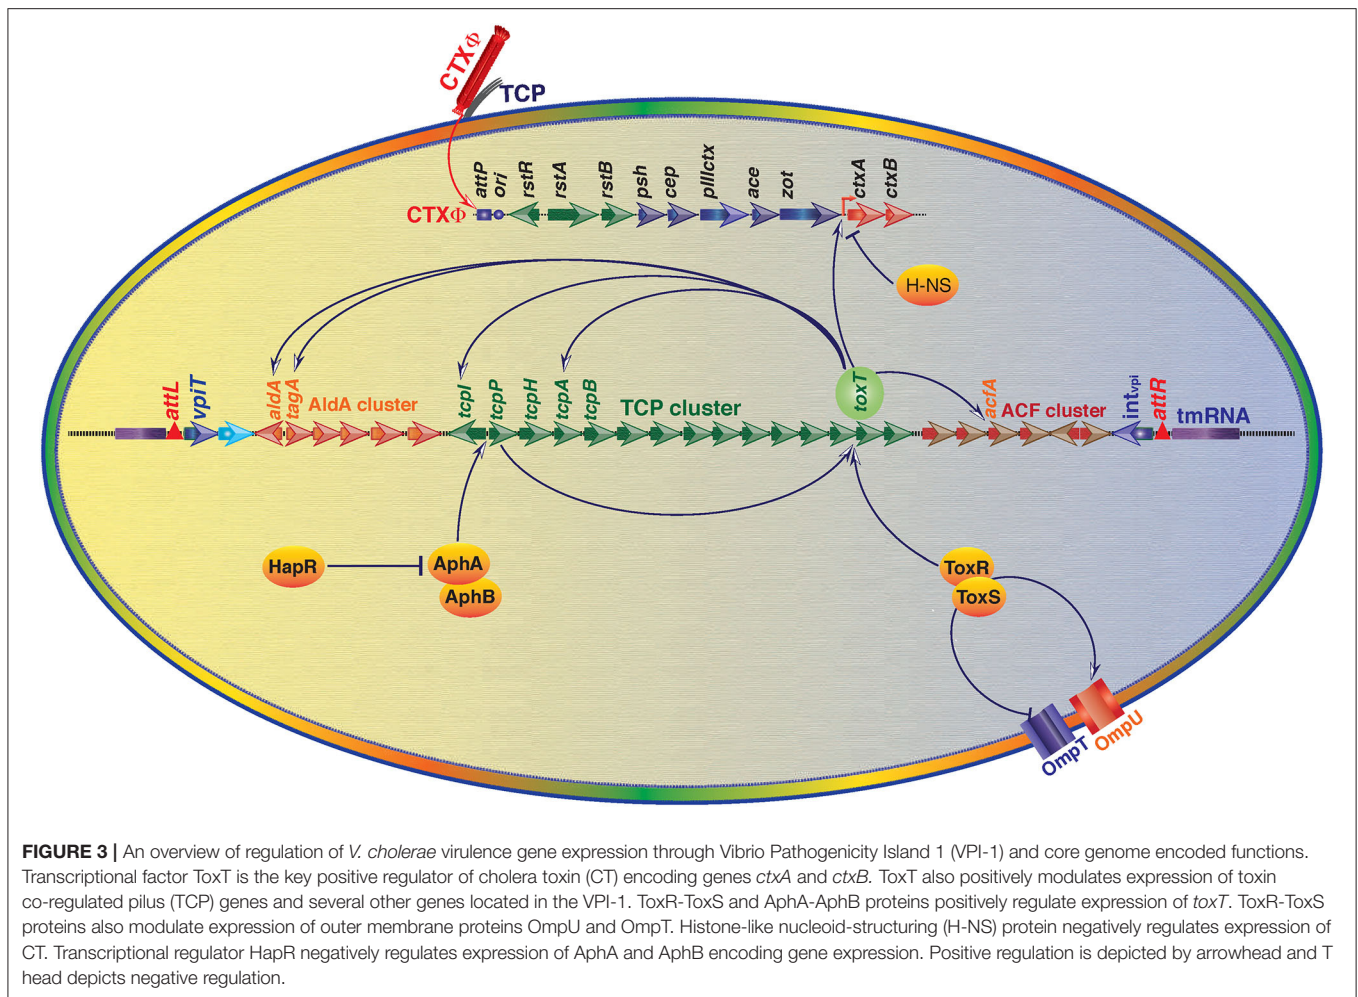 CTXΦ
TCP
attP
ori
rstR
rstA
rstB
psh
cep
pIIIctx
ace
zot
ctxA
ctxB
CTXΦ
H-NS
attL
vpiT
aldA
tagA
AldA cluster
tcpI
tcpP
tcpH
tcpA
tcpB
TCP cluster
toxT
acfA
ACF cluster
intvpi
attR
tmRNA
HapR
AphA
AphB
ToxR
ToxS
OmpT
OmpU
FIGURE 3 | An overview of regulation of V. cholerae virulence gene expression through Vibrio Pathogenicity Island 1 (VPI-1) and core genome encoded functions.
Transcriptional factor ToxT is the key positive regulator of cholera toxin (CT) encoding genes ctxA and ctxB. ToxT also positively modulates expression of toxin
co-regulated pilus (TCP) genes and several other genes located in the VPI-1. ToxR-ToxS and AphA-AphB proteins positively regulate expression of toxT. ToxR-ToxS
proteins also modulate expression of outer membrane proteins OmpU and OmpT. Histone-like nucleoid-structuring (H-NS) protein negatively regulates expression of
CT. Transcriptional regulator HapR negatively regulates expression of AphA and AphB encoding gene expression. Positive regulation is depicted by arrowhead and T
head depicts negative regulation.